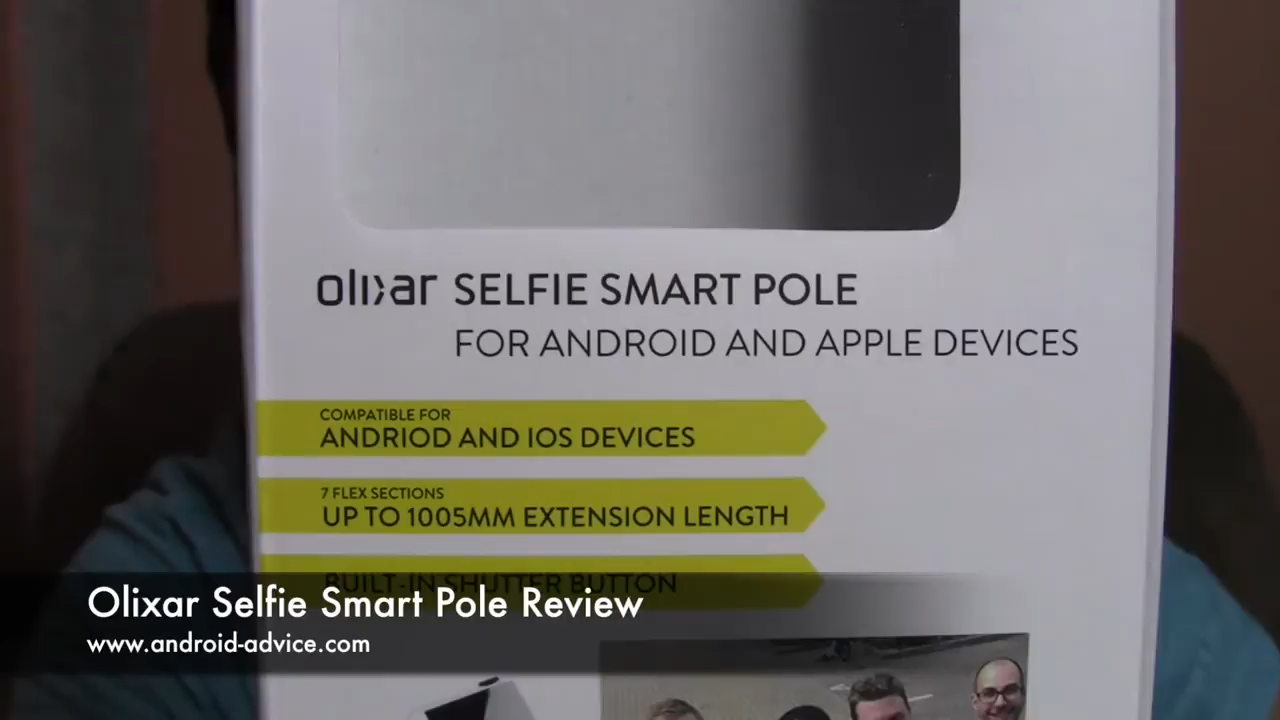 olixar SELFIE SMART POLE
FOR ANDROID AND APPLE DEVICES
COMPATIBLE FOR
ANDRIOD AND IOS DEVICES
7 FLEX SECTIONS
UP TO 1005MM EXTENSION LENGTH
BUILT-IN SHUTTER BUTTON
Olixar Selfie Smart Pole Review
www.android-advice.com